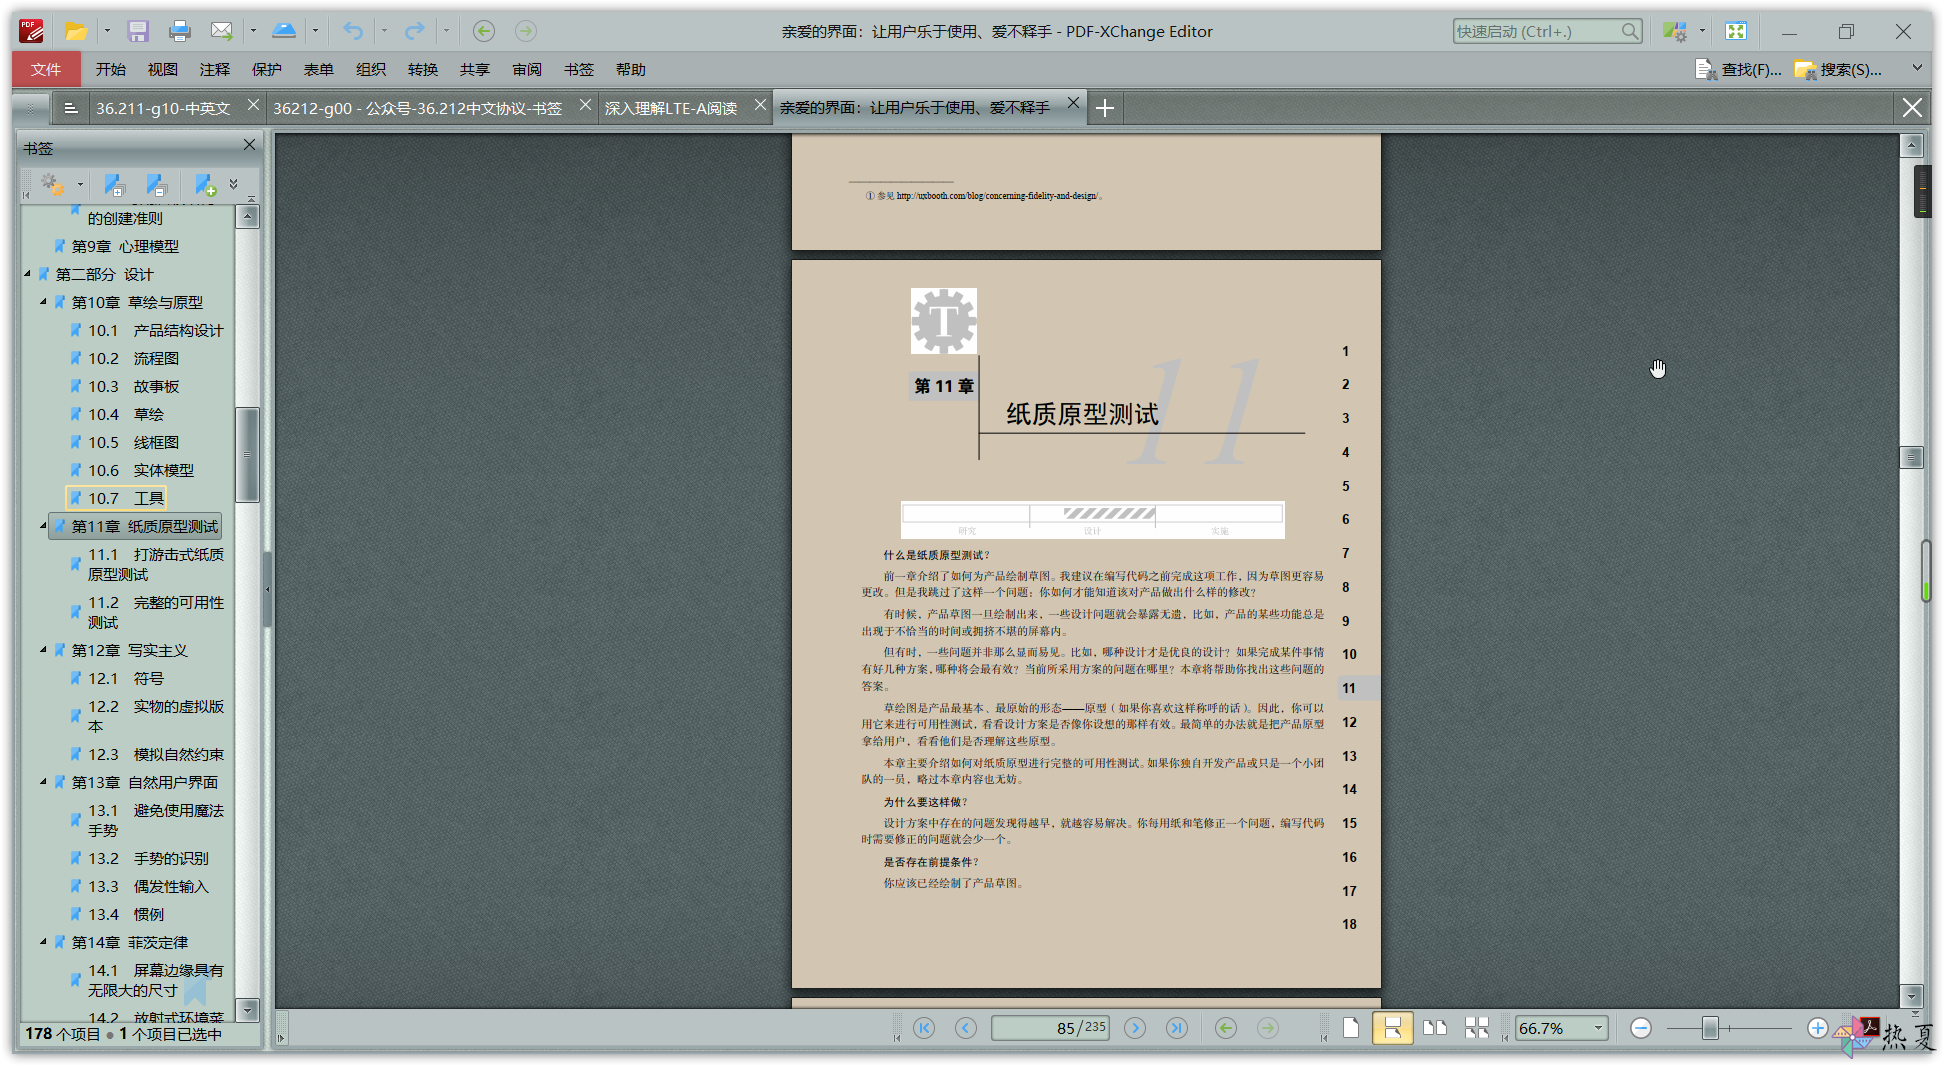 亲爱的界面：让用户乐于使用、爱不释手 - PDF-XChange Editor
快速启动 (Ctrl+.)
文件 开始 视图 注释 保护 表单 组织 转换 共享 审阅 书签 帮助 查找(F)... 搜索(S)...
36.211-g10-中英文 36212-g00 - 公众号-36.212中文协议-书签 深入理解LTE-A阅读 亲爱的界面：让用户乐于使用、爱不释手
书签
的创建准则
第9章 心理模型
第二部分 设计
第10章 草绘与原型
10.1 产品结构设计
10.2 流程图
10.3 故事板
10.4 草绘
10.5 线框图
10.6 实体模型
10.7 工具
第11章 纸质原型测试
11.1 打游击式纸质
原型测试
11.2 完整的可用性
测试
第12章 写实主义
12.1 符号
12.2 实物的虚拟版
本
12.3 模拟自然约束
第13章 自然用户界面
13.1 避免使用魔法
手势
13.2 手势的识别
13.3 偶发性输入
13.4 惯例
第14章 菲茨定律
14.1 屏幕边缘具有
无限大的尺寸
14.2 放射式环境菜
178 个项目 ● 1 个项目已选中
① 参见 http://uxbooth.com/blog/concerning-fidelity-and-design/。
T
第 11 章
11
纸质原型测试
研究 设计 实施
什么是纸质原型测试？
前一章介绍了如何为产品绘制草图。我建议在编写代码之前完成这项工作，因为草图更容易
更改。但是我跳过了这样一个问题：你如何才能知道该对产品做出什么样的修改？
有时候，产品草图一旦绘制出来，一些设计问题就会暴露无遗，比如，产品的某些功能总是
出现于不恰当的时间或拥挤不堪的屏幕内。
但有时，一些问题并非那么显而易见。比如，哪种设计才是优良的设计？如果完成某件事情
有好几种方案，哪种将会最有效？当前所采用方案的问题在哪里？本章将帮助你找出这些问题的
答案。
草绘图是产品最基本、最原始的形态——原型（如果你喜欢这样称呼的话）。因此，你可以
用它来进行可用性测试，看看设计方案是否像你设想的那样有效。最简单的办法就是把产品原型
拿给用户，看看他们是否理解这些原型。
本章主要介绍如何对纸质原型进行完整的可用性测试。如果你独自开发产品或只是一个小团
队的一员，略过本章内容也无妨。
为什么要这样做？
设计方案中存在的问题发现得越早，就越容易解决。你每用纸和笔修正一个问题，编写代码
时需要修正的问题就会少一个。
是否存在前提条件？
你应该已经绘制了产品草图。
1
2
3
4
5
6
7
8
9
10
11
12
13
14
15
16
17
18
85/235
66.7%
热夏